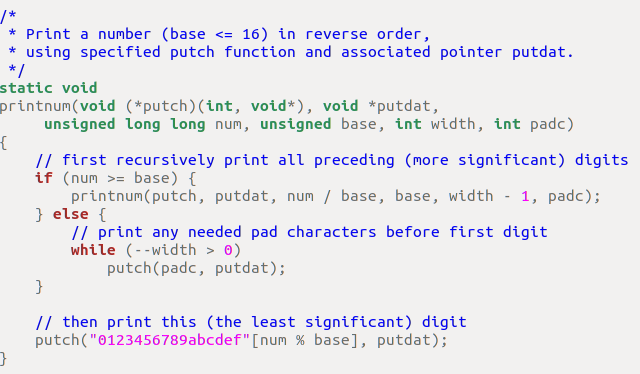 /*
 * Print a number (base <= 16) in reverse order,
 * using specified putch function and associated pointer putdat.
 */
static void
printnum(void (*putch)(int, void*), void *putdat,
     unsigned long long num, unsigned base, int width, int padc)
{
    // first recursively print all preceding (more significant) digits
    if (num >= base) {
        printnum(putch, putdat, num / base, base, width - 1, padc);
    } else {
        // print any needed pad characters before first digit
        while (--width > 0)
            putch(padc, putdat);
    }

    // then print this (the least significant) digit
    putch("0123456789abcdef"[num % base], putdat);
}